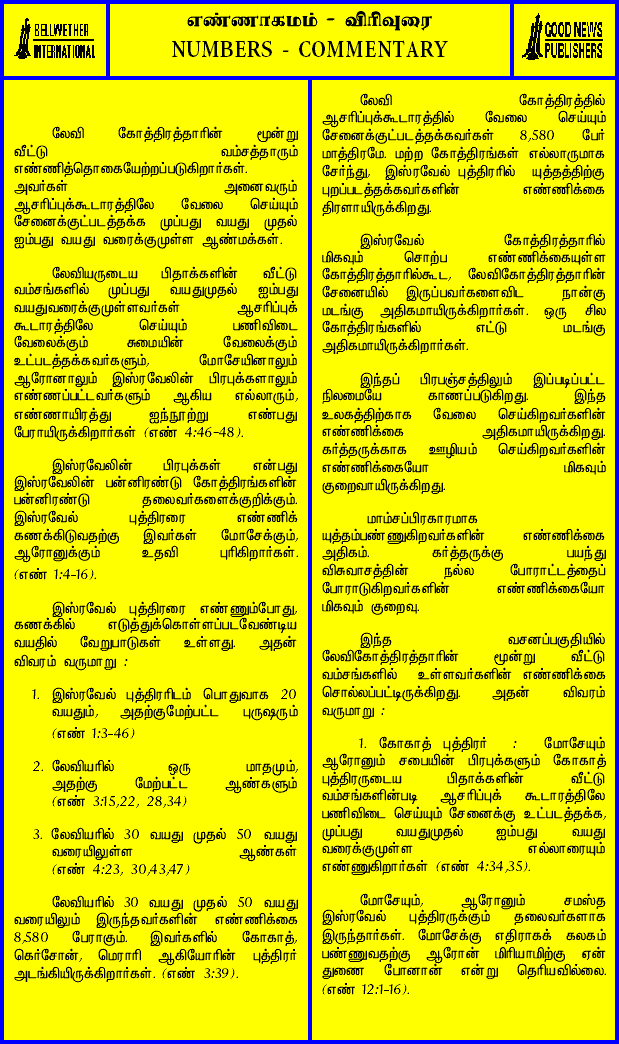 BELLWETHER
INTERNATIONAL
எண்ணாகமம் - விரிவுரை
NUMBERS - COMMENTARY
GOOD NEWS
PUBLISHERS
லேவி கோத்திரத்தாரின் மூன்று
வீட்டு வம்சத்தாரும்
எண்ணித்தொகையேற்றப்படுகிறார்கள்.
அவர்கள் அனைவரும்
ஆசரிப்புக்கூடாரத்திலே வேலை செய்யும்
சேனைக்குட்படத்தக்க முப்பது வயது முதல்
ஐம்பது வயது வரைக்குமுள்ள ஆண்மக்கள்.
லேவியருடைய பிதாக்களின் வீட்டு
வம்சங்களில் முப்பது வயதுமுதல் ஐம்பது
வயதுவரைக்குமுள்ளவர்கள் ஆசரிப்புக்
கூடாரத்திலே செய்யும் பணிவிடை
வேலைக்கும் சுமையின் வேலைக்கும்
உட்படத்தக்கவர்களும், மோசேயினாலும்
ஆரோனாலும் இஸ்ரவேலின் பிரபுக்களாலும்
எண்ணப்பட்டவர்களும் ஆகிய எல்லாரும்,
எண்ணாயிரத்து ஐந்நூற்று எண்பது
பேராயிருக்கிறார்கள் (எண் 4:46-48).
இஸ்ரவேலின் பிரபுக்கள் என்பது
இஸ்ரவேலின் பன்னிரண்டு கோத்திரங்களின்
பன்னிரண்டு தலைவர்களைக்குறிக்கும்.
இஸ்ரவேல் புத்திரரை எண்ணிக்
கணக்கிடுவதற்கு இவர்கள் மோசேக்கும்,
ஆரோனுக்கும் உதவி புரிகிறார்கள்.
(எண் 1:4-16).
இஸ்ரவேல் புத்திரரை எண்ணும்போது,
கணக்கில் எடுத்துக்கொள்ளப்படவேண்டிய
வயதில் வேறுபாடுகள் உள்ளது. அதன்
விவரம் வருமாறு :
1. இஸ்ரவேல் புத்திரரிடம் பொதுவாக 20
வயதும், அதற்குமேற்பட்ட புருஷரும்
(எண் 1:3-46)
2. லேவியரில் ஒரு மாதமும்,
அதற்கு மேற்பட்ட ஆண்களும்
(எண் 3:15,22, 28,34)
3. லேவியரில் 30 வயது முதல் 50 வயது
வரையிலுள்ள ஆண்கள்
(எண் 4:23, 30,43,47)
லேவியரில் 30 வயது முதல் 50 வயது
வரையிலும் இருந்தவர்களின் எண்ணிக்கை
8,580 பேராகும். இவர்களில் கோகாத்,
கெர்சோன், மெராரி ஆகியோரின் புத்திரர்
அடங்கியிருக்கிறார்கள். (எண் 3:39).
லேவி கோத்திரத்தில்
ஆசரிப்புக்கூடாரத்தில் வேலை செய்யும்
சேனைக்குட்படத்தக்கவர்கள் 8,580 பேர்
மாத்திரமே. மற்ற கோத்திரங்கள் எல்லாருமாக
சேர்ந்து, இஸ்ரவேல் புத்திரரில் யுத்தத்திற்கு
புறப்படத்தக்கவர்களின் எண்ணிக்கை
திரளாயிருக்கிறது.
இஸ்ரவேல் கோத்திரத்தாரில்
மிகவும் சொற்ப எண்ணிக்கையுள்ள
கோத்திரத்தாரில்கூட, லேவிகோத்திரத்தாரின்
சேனையில் இருப்பவர்களைவிட நான்கு
மடங்கு அதிகமாயிருக்கிறார்கள். ஒரு சில
கோத்திரங்களில் எட்டு மடங்கு
அதிகமாயிருக்கிறார்கள்.
இந்தப் பிரபஞ்சத்திலும் இப்படிப்பட்ட
நிலமையே காணப்படுகிறது. இந்த
உலகத்திற்காக வேலை செய்கிறவர்களின்
எண்ணிக்கை அதிகமாயிருக்கிறது.
கர்த்தருக்காக ஊழியம் செய்கிறவர்களின்
எண்ணிக்கையோ மிகவும்
குறைவாயிருக்கிறது.
மாம்சப்பிரகாரமாக
யுத்தம்பண்ணுகிறவர்களின் எண்ணிக்கை
அதிகம். கர்த்தருக்கு பயந்து
விசுவாசத்தின் நல்ல போராட்டத்தைப்
போராடுகிறவர்களின் எண்ணிக்கையோ
மிகவும் குறைவு.
இந்த வசனப்பகுதியில்
லேவிகோத்திரத்தாரின் மூன்று வீட்டு
வம்சங்களில் உள்ளவர்களின் எண்ணிக்கை
சொல்லப்பட்டிருக்கிறது. அதன் விவரம்
வருமாறு :
1. கோகாத் புத்திரர் : மோசேயும்
ஆரோனும் சபையின் பிரபுக்களும் கோகாத்
புத்திரருடைய பிதாக்களின் வீட்டு
வம்சங்களின்படி ஆசரிப்புக் கூடாரத்திலே
பணிவிடை செய்யும் சேனைக்கு உட்படத்தக்க,
முப்பது வயதுமுதல் ஐம்பது வயது
வரைக்குமுள்ள எல்லாரையும்
எண்ணுகிறார்கள் (எண் 4:34,35).
மோசேயும், ஆரோனும் சமஸ்த
இஸ்ரவேல் புத்திரருக்கும் தலைவர்களாக
இருந்தார்கள். மோசேக்கு எதிராகக் கலகம்
பண்ணுவதற்கு ஆரோன் மிரியாமிற்கு ஏன்
துணை போனான் என்று தெரியவில்லை.
(எண் 12:1-16).